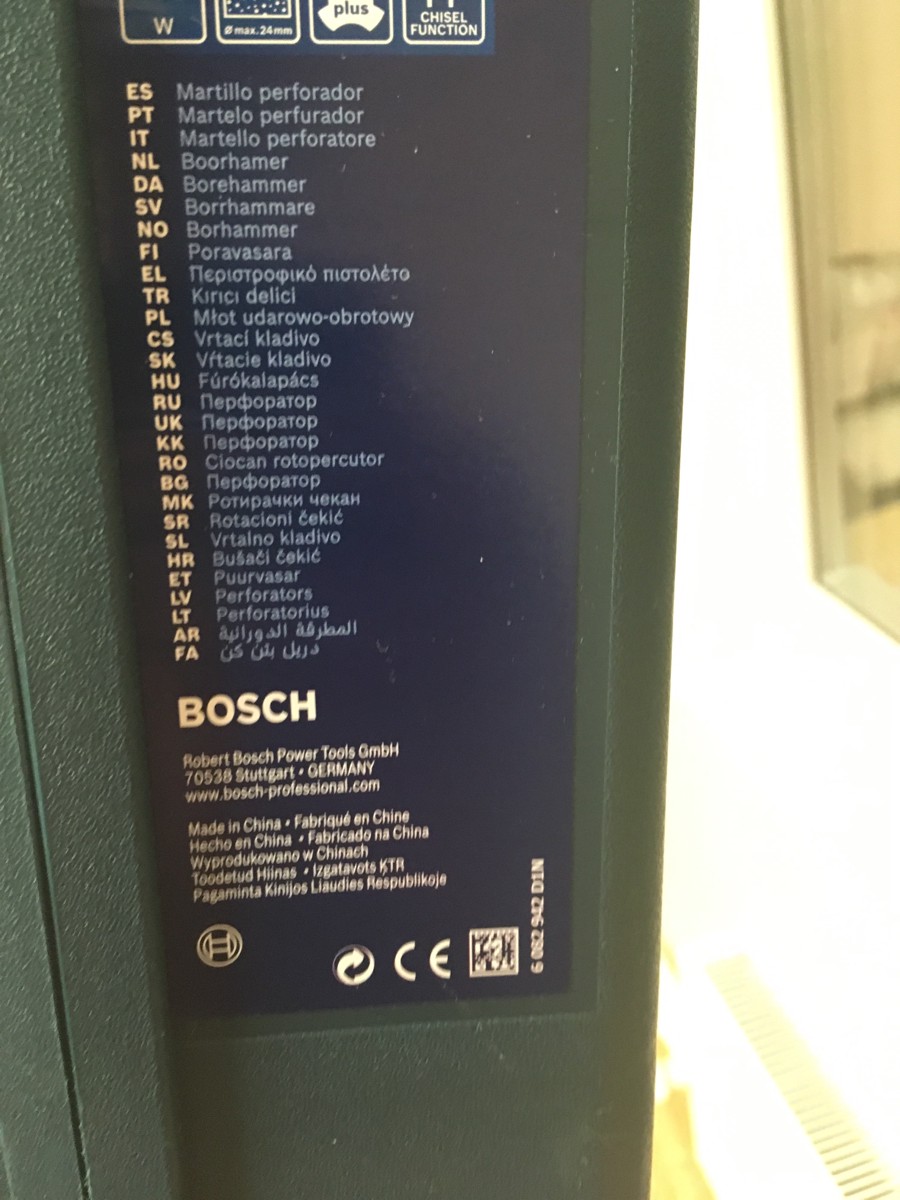 W
Ø max. 24mm
plus
CHISEL
FUNCTION
ES Martillo perforador
PT Martelo perfurador
IT Martello perforatore
NL Boorhamer
DA Borehammer
SV Borrhammare
NO Borhammer
FI Poravasara
EL Περιστροφικό πιστολέτο
TR Kırıcı delici
PL Młot udarowo-obrotowy
CS Vrtací kladivo
SK Vŕtacie kladivo
HU Fúrókalapács
RU Перфоратор
UK Перфоратор
KK Перфоратор
RO Ciocan rotopercutor
BG Перфоратор
MK Ротирачки чекан
SR Rotacioni čekić
SL Vrtalno kladivo
HR Bušaći čekić
ET Puurvasar
LV Perforators
LT Perforatorius
AR المطرقة الدورانية
FA دریل بتن کن
BOSCH
Robert Bosch Power Tools GmbH
70538 Stuttgart • GERMANY
www.bosch-professional.com
Made in China • Fabriqué en Chine
Hecho en China • Fabricado na China
Wyprodukowano w Chinach
Toodetud Hiinas • Izgatavots ĶTR
Pagaminta Kinijos Liaudies Respublikoje
CE
6 082 942 D1N